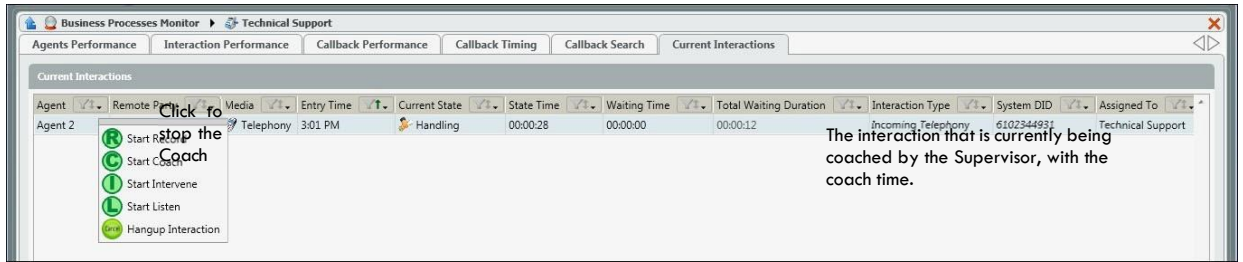 Business Processes Monitor Technical Support
Agents Performance Interaction Performance Callback Performance Callback Timing Callback Search Current Interactions
Current Interactions
Agent Remote Party Media Entry Time Current State State Time Waiting Time Total Waiting Duration Interaction Type System DID Assigned To
Agent 2 Telephony 3:01 PM Handling 00:00:28 00:00:00 00:00:12 Incoming Telephony 6102344931 Technical Support
Click to
stop the
Coach
R Start Record
C Start Coach
I Start Intervene
L Start Listen
Cancel Hangup Interaction
The interaction that is currently being
coached by the Supervisor, with the
coach time.